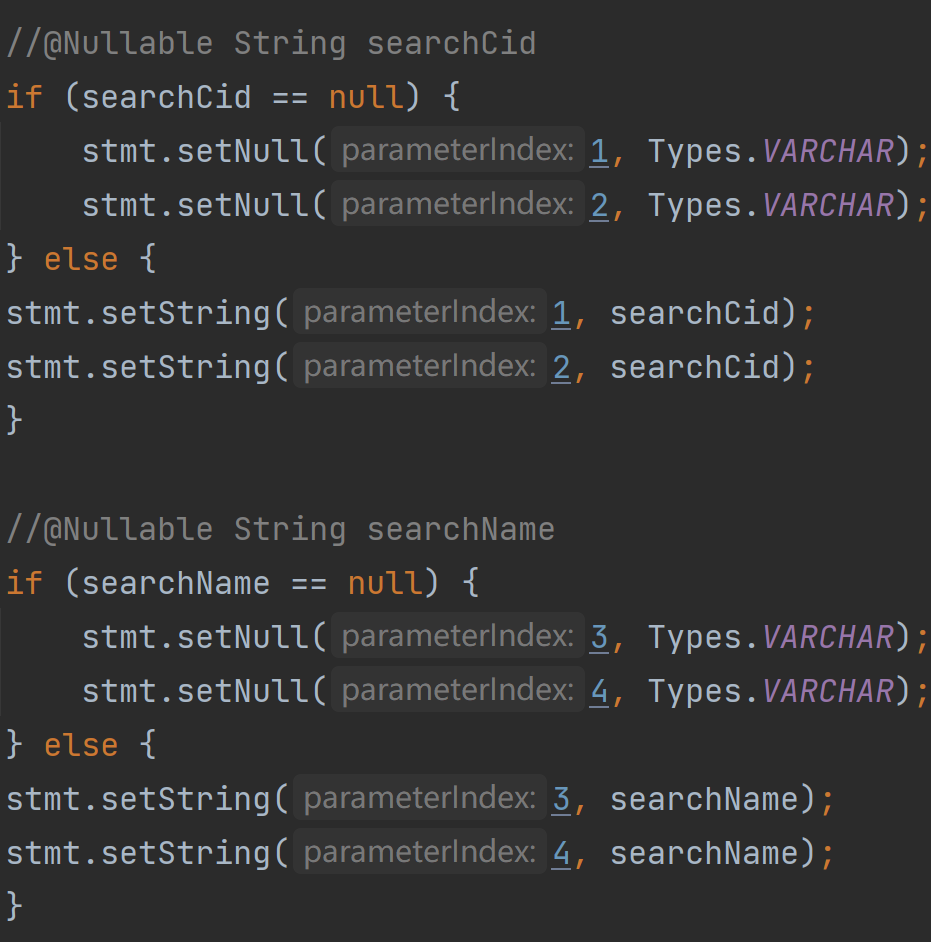 //@Nullable String searchCid
if (searchCid == null) {
    stmt.setNull( parameterIndex: 1, Types.VARCHAR);
    stmt.setNull( parameterIndex: 2, Types.VARCHAR);
} else {
stmt.setString( parameterIndex: 1, searchCid);
stmt.setString( parameterIndex: 2, searchCid);
}

//@Nullable String searchName
if (searchName == null) {
    stmt.setNull( parameterIndex: 3, Types.VARCHAR);
    stmt.setNull( parameterIndex: 4, Types.VARCHAR);
} else {
stmt.setString( parameterIndex: 3, searchName);
stmt.setString( parameterIndex: 4, searchName);
}